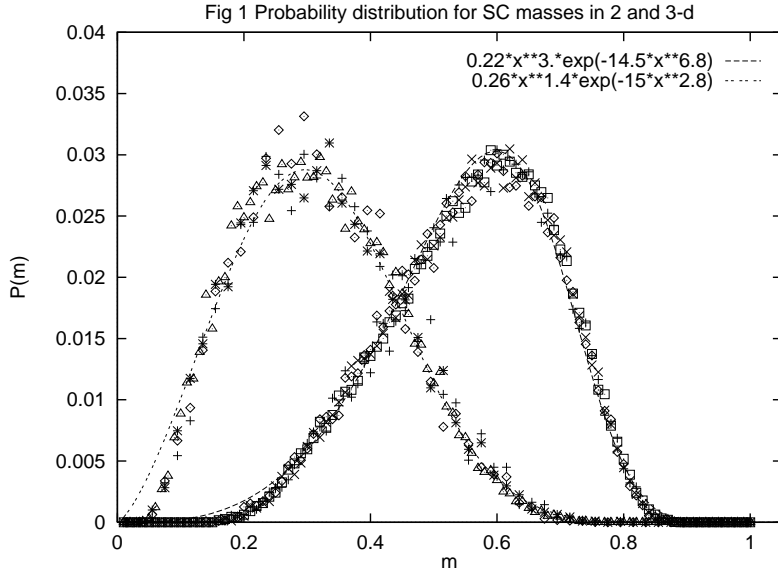 Fig 1 Probability distribution for SC masses in 2 and 3-d
0.22*x**3.*exp(-14.5*x**6.8)
0.26*x**1.4*exp(-15*x**2.8)
0.04
0.035
0.03
0.025
0.02
0.015
0.01
0.005
0
P(m)
0 0.2 0.4 0.6 0.8 1
m